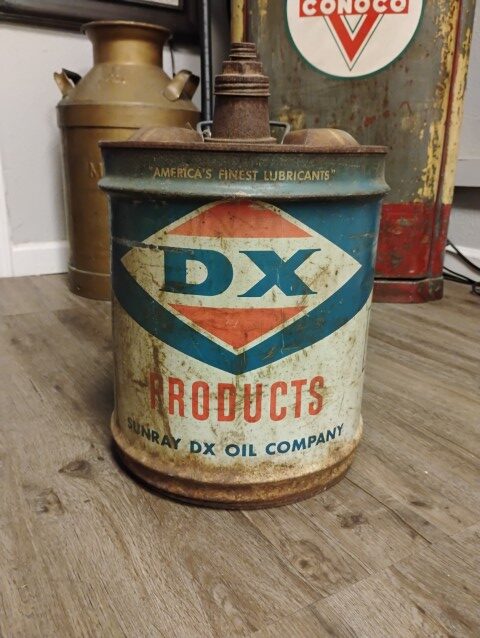 CONOCO
"AMERICA'S FINEST LUBRICANTS"
DX
PRODUCTS
SUNRAY DX OIL COMPANY